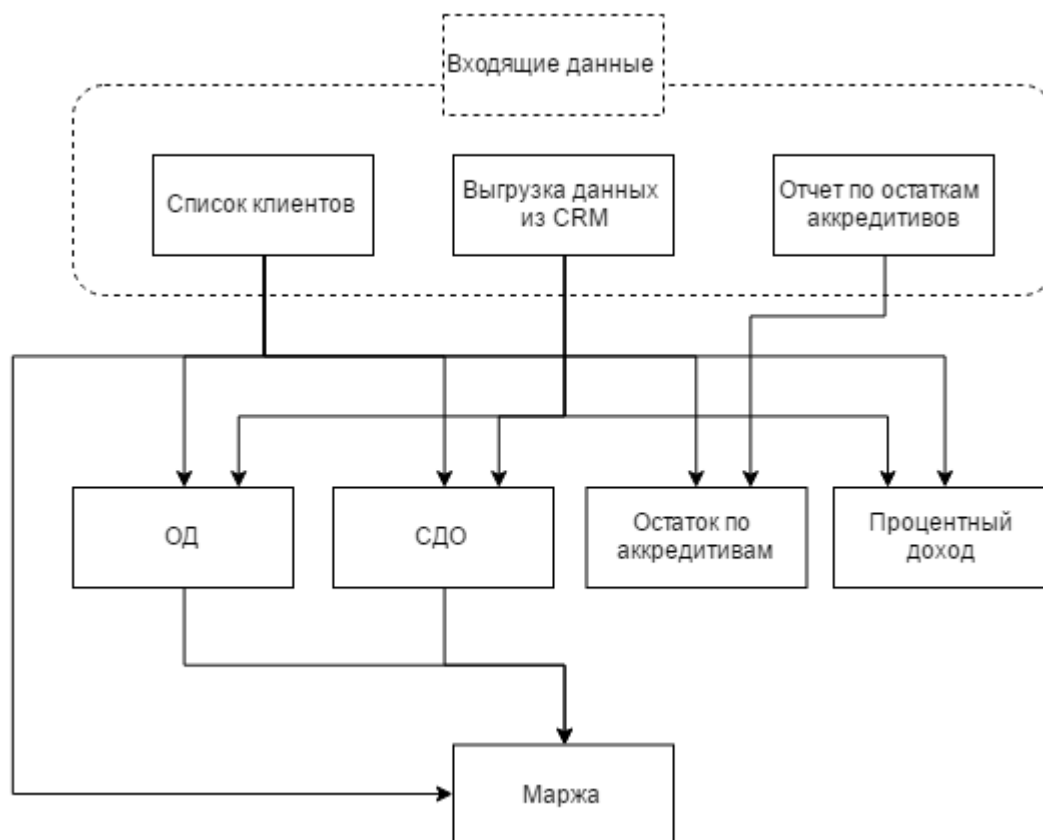 Входящие данные
Список клиентов
Выгрузка данных
из CRM
Отчет по остаткам
аккредитивов
ОД
СДО
Остаток по
аккредитивам
Процентный
доход
Маржа